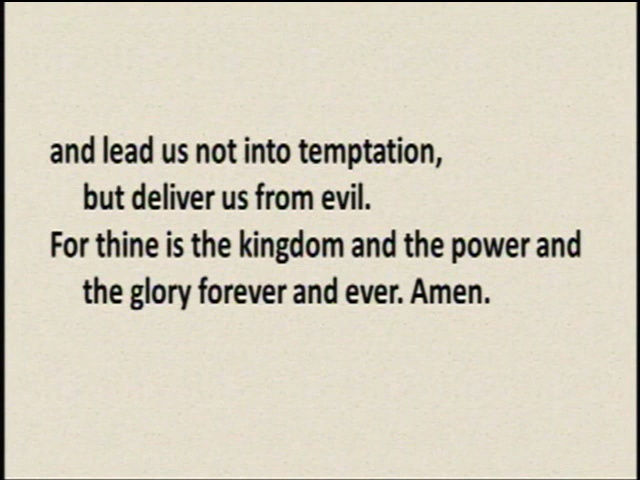 and lead us not into temptation,
but deliver us from evil.
For thine is the kingdom and the power and
the glory forever and ever. Amen.